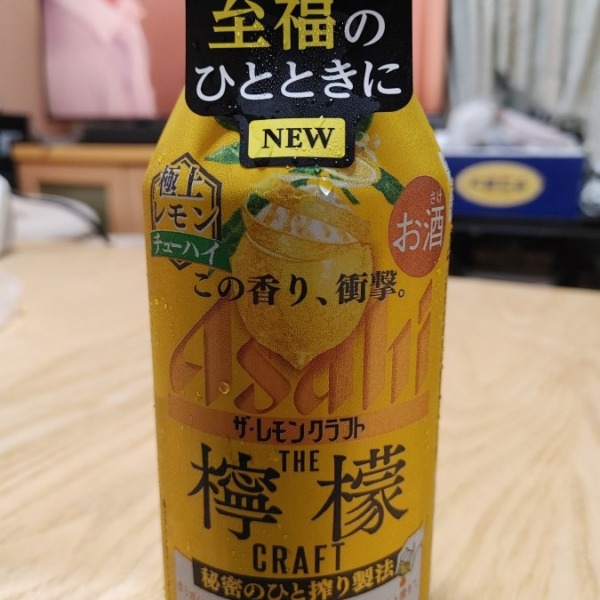 至福の
ひとときに
NEW
極上
レモン
チューハイ
さけ
お酒
この香り、衝撃。
Asahi
ザ・レモンクラフト
THE
檸檬
CRAFT
秘密のひと搾り製法